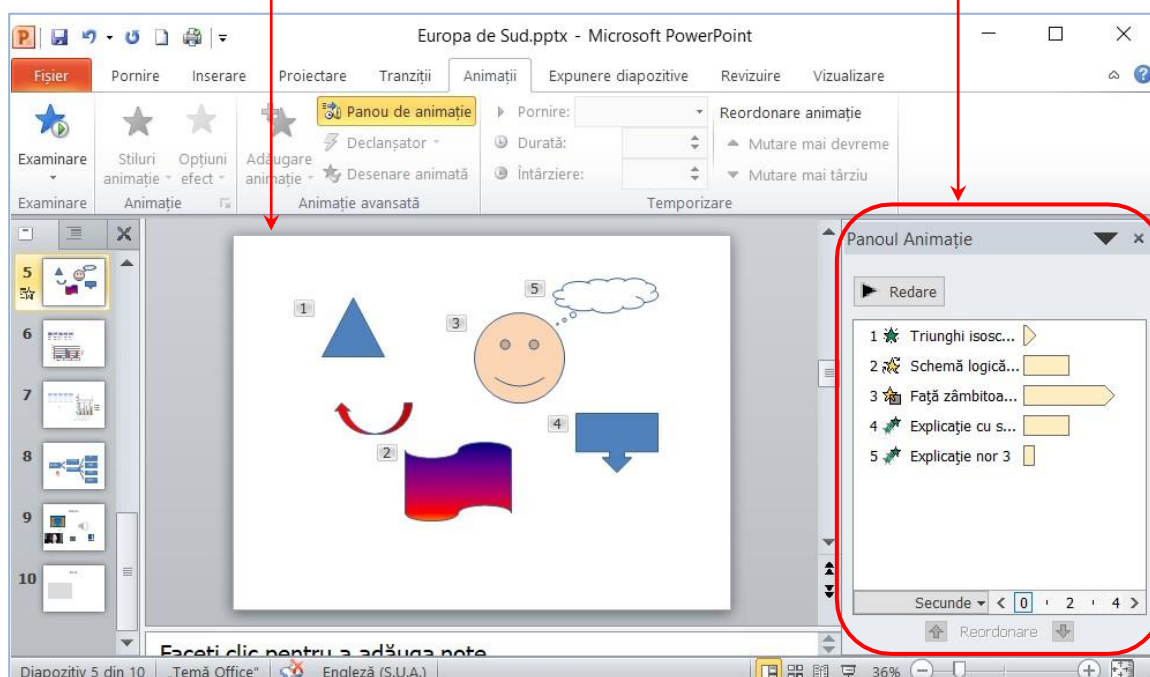 Europa de Sud.pptx - Microsoft PowerPoint
Fișier Pornire Inserare Proiectare Tranziții Animații Expunere diapozitive Revizuire Vizualizare
Examinare
Stiluri animație
Opțiuni efect
Adăugare animație
Panou de animație
Declanșator
Desenare animată
Pornire:
Durată:
Întârziere:
Reordonare animație
Mutare mai devreme
Mutare mai târziu
Examinare Animație Animație avansată Temporizare
5
6
7
8
9
10
1
2
3
4
5
Faceți clic pentru a adăuga note
Panoul Animație
Redare
1 Triunghi isosc...
2 Schemă logică...
3 Față zâmbitoa...
4 Explicație cu s...
5 Explicație nor 3
Secunde 0 2 4
Reordonare
Diapozitiv 5 din 10 „Temă Office" Engleză (S.U.A.) 36%